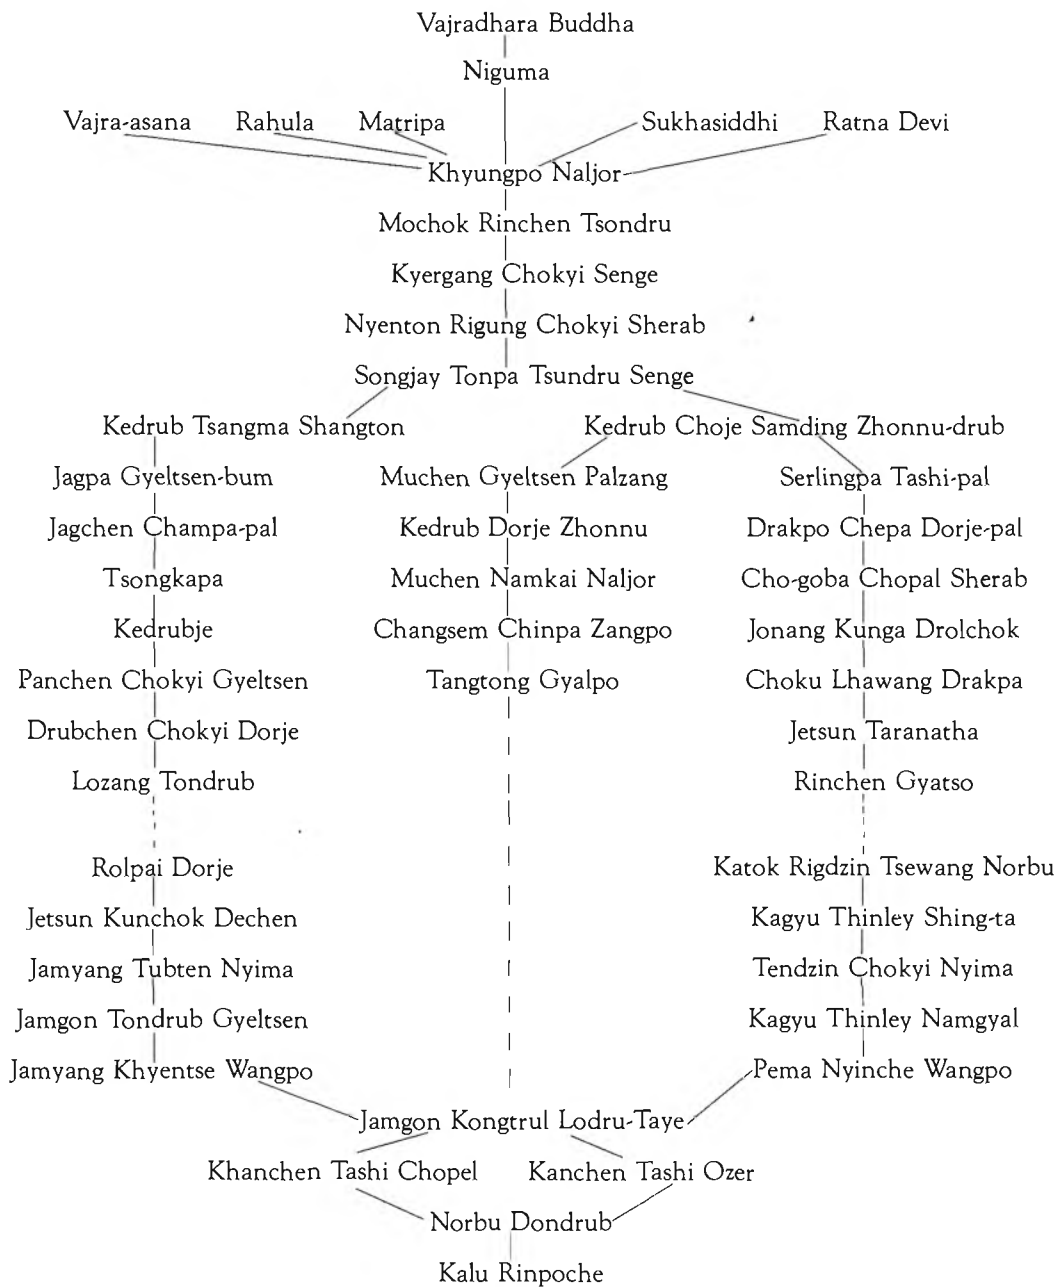 Vajradhara Buddha
Niguma
Vajra-asana Rahula Matripa Sukhasiddhi Ratna Devi
Khyungpo Naljor
Mochok Rinchen Tsondru
Kyergang Chokyi Senge
Nyenton Rigung Chokyi Sherab
Songjay Tonpa Tsundru Senge
Kedrub Tsangma Shangton Kedrub Choje Samding Zhonnu-drub
Jagpa Gyeltsen-bum Muchen Gyeltsen Palzang Serlingpa Tashi-pal
Jagchen Champa-pal Kedrub Dorje Zhonnu Drakpo Chepa Dorje-pal
Tsongkapa Muchen Namkai Naljor Cho-goba Chopal Sherab
Kedrubje Changsem Chinpa Zangpo Jonang Kunga Drolchok
Panchen Chokyi Gyeltsen Tangtong Gyalpo Choku Lhawang Drakpa
Drubchen Chokyi Dorje Jetsun Taranatha
Lozang Tondrub Rinchen Gyatso
Rolpai Dorje Katok Rigdzin Tsewang Norbu
Jetsun Kunchok Dechen Kagyu Thinley Shing-ta
Jamyang Tubten Nyima Tendzin Chokyi Nyima
Jamgon Tondrub Gyeltsen Kagyu Thinley Namgyal
Jamyang Khyentse Wangpo Pema Nyinche Wangpo
Jamgon Kongtrul Lodru-Taye
Khanchen Tashi Chopel Kanchen Tashi Ozer
Norbu Dondrub
Kalu Rinpoche